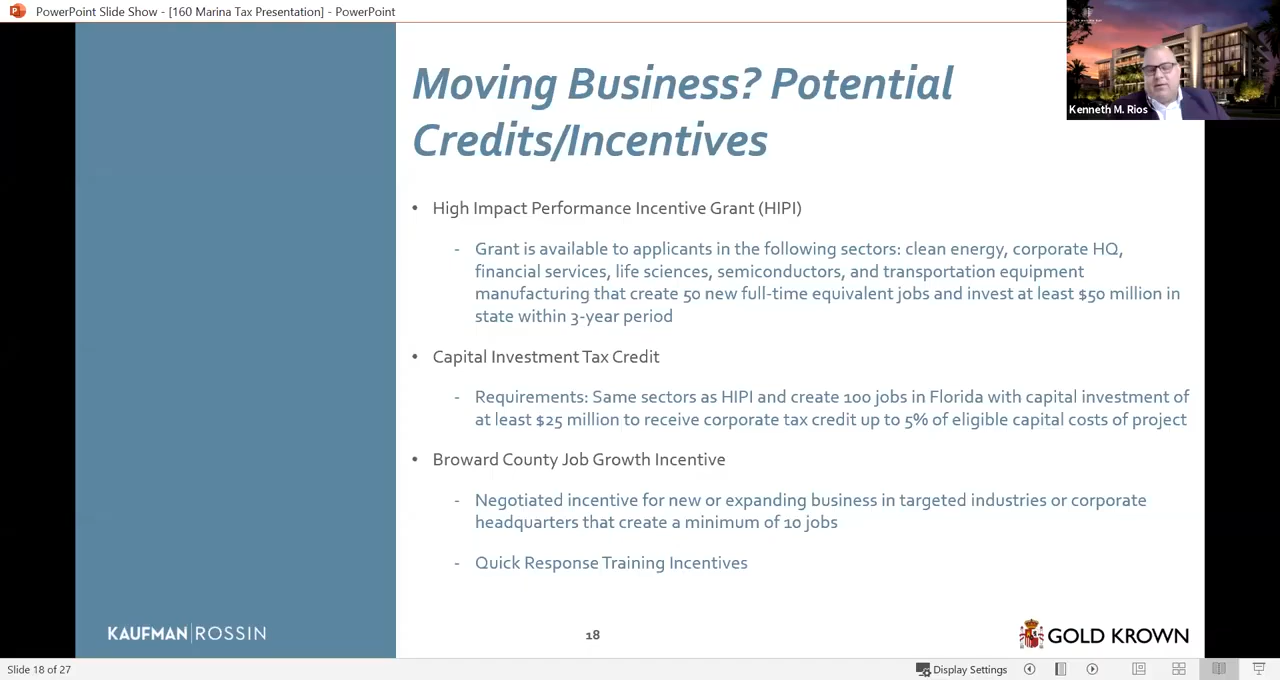 PowerPoint Slide Show - [160 Marina Tax Presentation] - PowerPoint
Kenneth M. Rios
Moving Business? Potential
Credits/Incentives
• High Impact Performance Incentive Grant (HIPI)
- Grant is available to applicants in the following sectors: clean energy, corporate HQ,
financial services, life sciences, semiconductors, and transportation equipment
manufacturing that create 50 new full-time equivalent jobs and invest at least $50 million in
state within 3-year period
• Capital Investment Tax Credit
- Requirements: Same sectors as HIPI and create 100 jobs in Florida with capital investment of
at least $25 million to receive corporate tax credit up to 5% of eligible capital costs of project
• Broward County Job Growth Incentive
- Negotiated incentive for new or expanding business in targeted industries or corporate
headquarters that create a minimum of 10 jobs
- Quick Response Training Incentives
KAUFMAN ROSSIN
18
GOLD KROWN
Slide 18 of 27
Display Settings